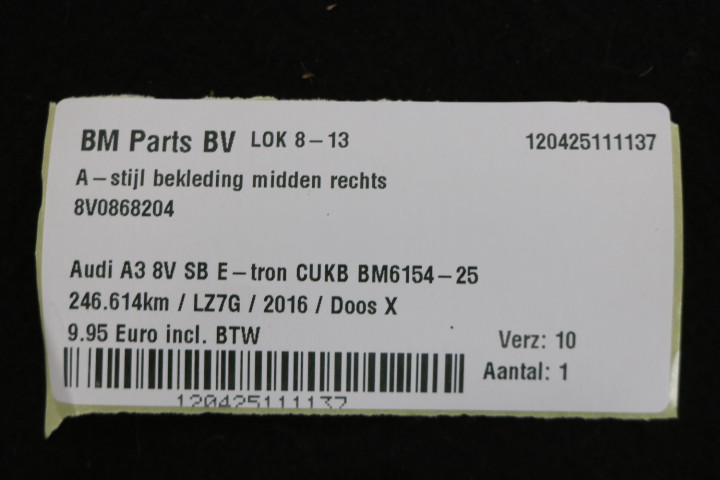 BM Parts BV LOK 8-13 120425111137
A-stijl bekleding midden rechts
8V0868204
Audi A3 8V SB E-tron CUKB BM6154-25
246.614km / LZ7G / 2016 / Doos X
9.95 Euro incl. BTW
Verz: 10
Aantal: 1
120425111137